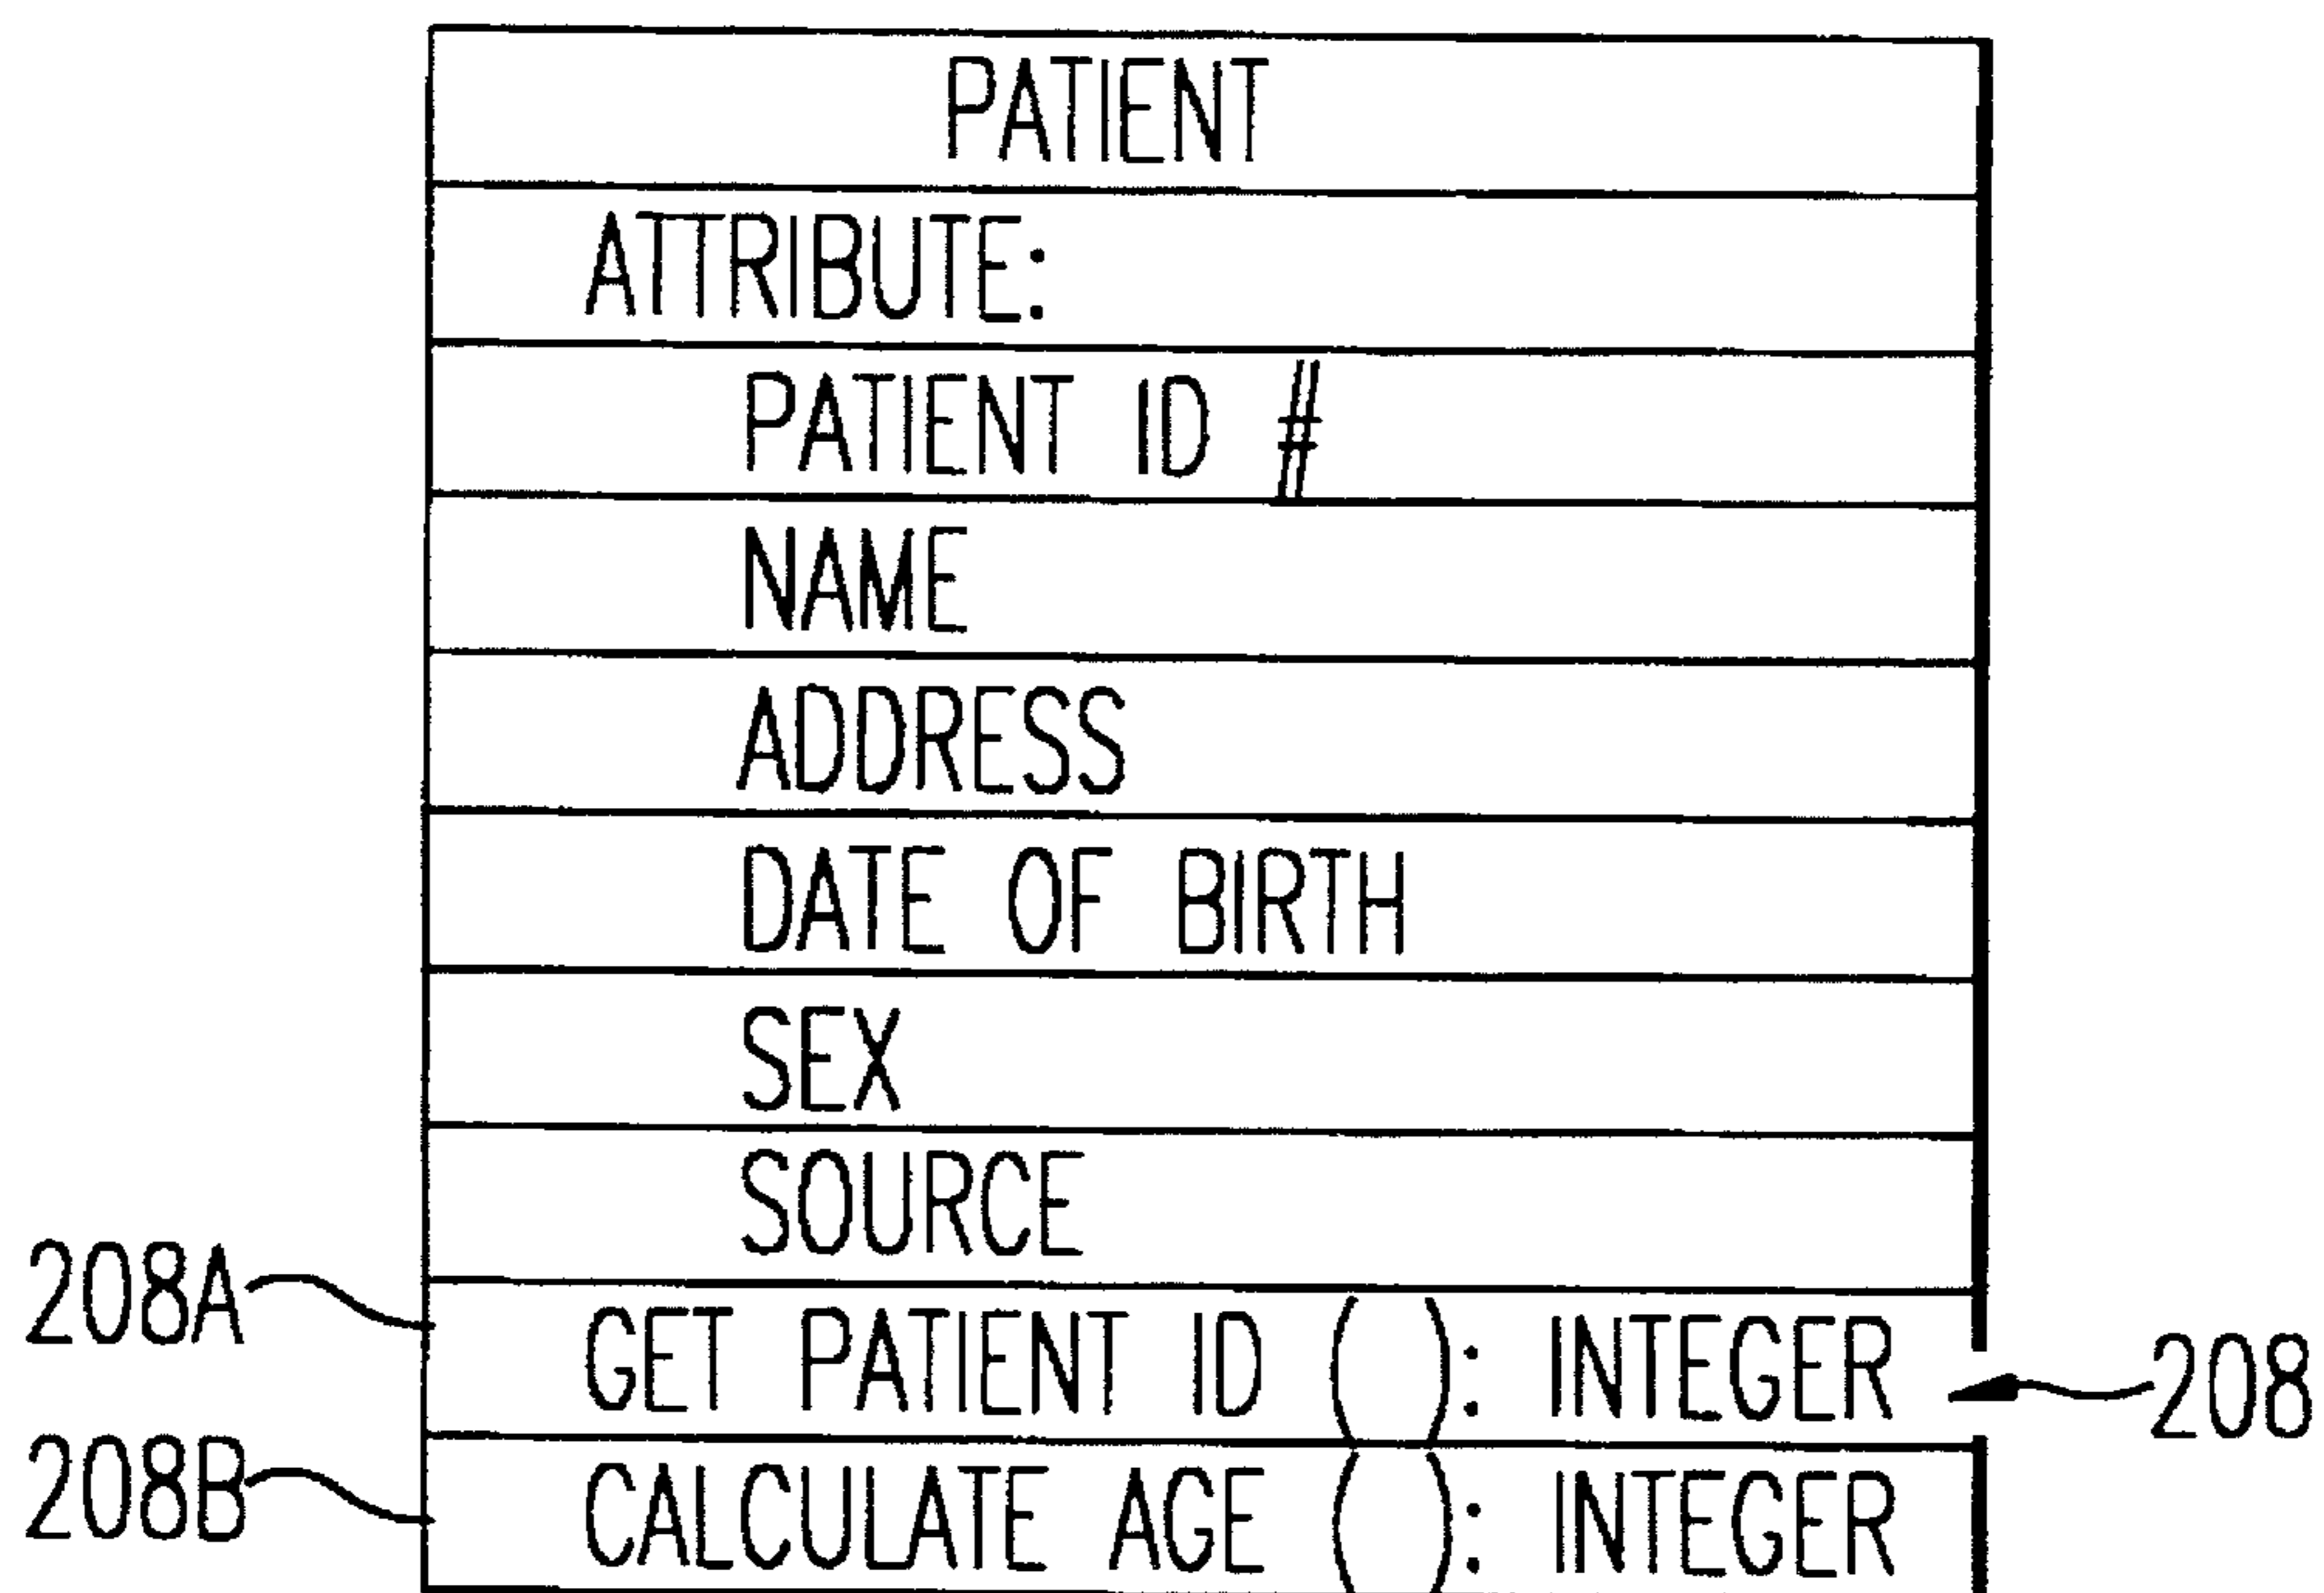 PATIENT
ATTRIBUTE:
PATIENT ID #
NAME
ADDRESS
DATE OF BIRTH
SEX
SOURCE
208A GET PATIENT ID ( ): INTEGER 208
208B CALCULATE AGE ( ): INTEGER